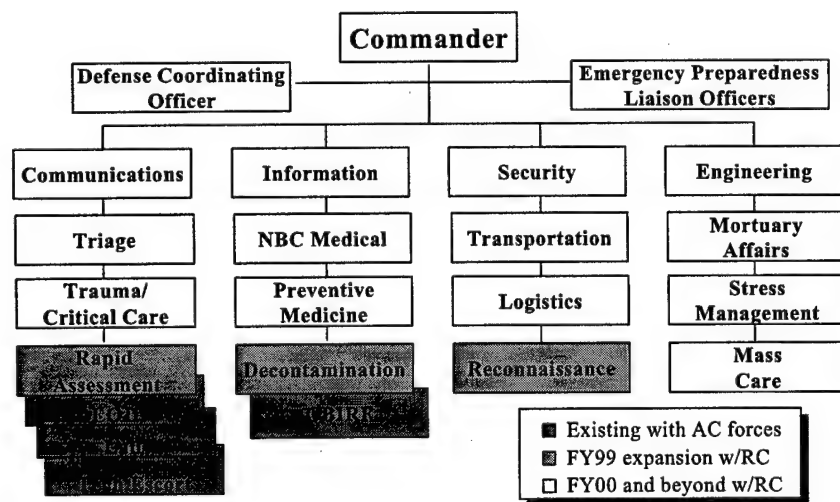 Commander
Defense Coordinating
Officer
Emergency Preparedness
Liaison Officers
Communications
Information
Security
Engineering
Triage
NBC Medical
Transportation
Mortuary
Affairs
Trauma/
Critical Care
Preventive
Medicine
Logistics
Stress
Management
Rapid
Assessment
Decontamination
Reconnaissance
Mass
Care
Existing with AC forces
FY99 expansion w/RC
FY00 and beyond w/RC